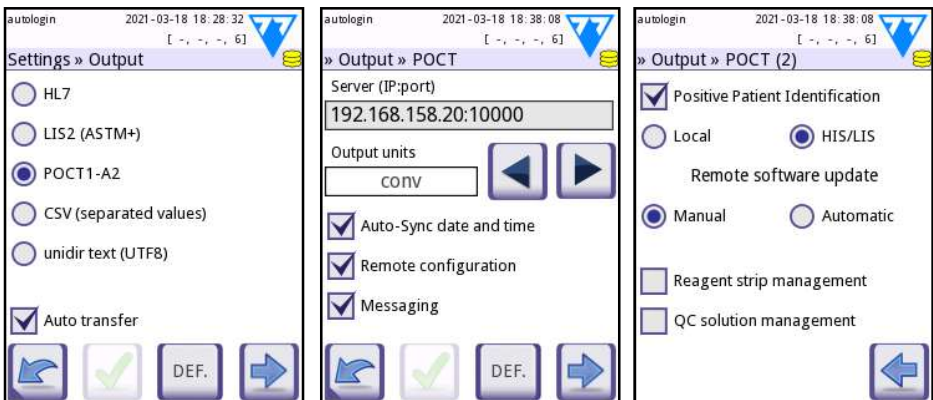 autologin 2021-03-18 18:28:32
[ -, -, -, 6]
Settings » Output
HL7
LIS2 (ASTM+)
POCT1-A2
CSV (separated values)
unidir text (UTF8)
Auto transfer
DEF.
autologin 2021-03-18 18:38:08
[ -, -, -, 6]
» Output » POCT
Server (IP:port)
192.168.158.20:10000
Output units
conv
Auto-Sync date and time
Remote configuration
Messaging
DEF.
autologin 2021-03-18 18:38:08
[ -, -, -, 6]
» Output » POCT (2)
Positive Patient Identification
Local HIS/LIS
Remote software update
Manual Automatic
Reagent strip management
QC solution management